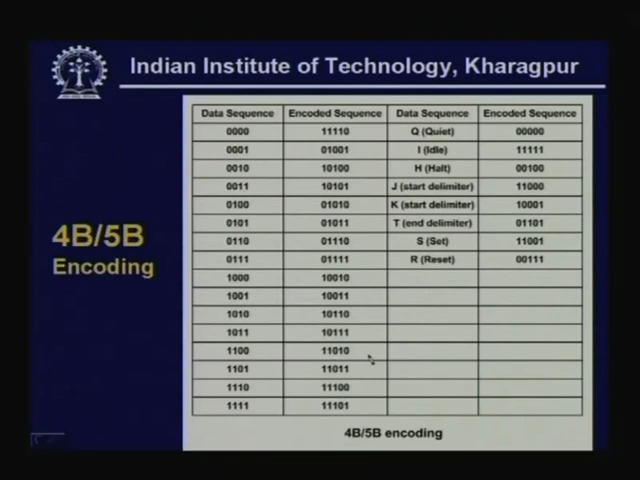 Indian Institute of Technology, Kharagpur
4B/5B
Encoding
Data Sequence Encoded Sequence Data Sequence Encoded Sequence
0000 11110 Q (Quiet) 00000
0001 01001 I (Idle) 11111
0010 10100 H (Halt) 00100
0011 10101 J (start delimiter) 11000
0100 01010 K (start delimiter) 10001
0101 01011 T (end delimiter) 01101
0110 01110 S (Set) 11001
0111 01111 R (Reset) 00111
1000 10010
1001 10011
1010 10110
1011 10111
1100 11010
1101 11011
1110 11100
1111 11101
4B/5B encoding